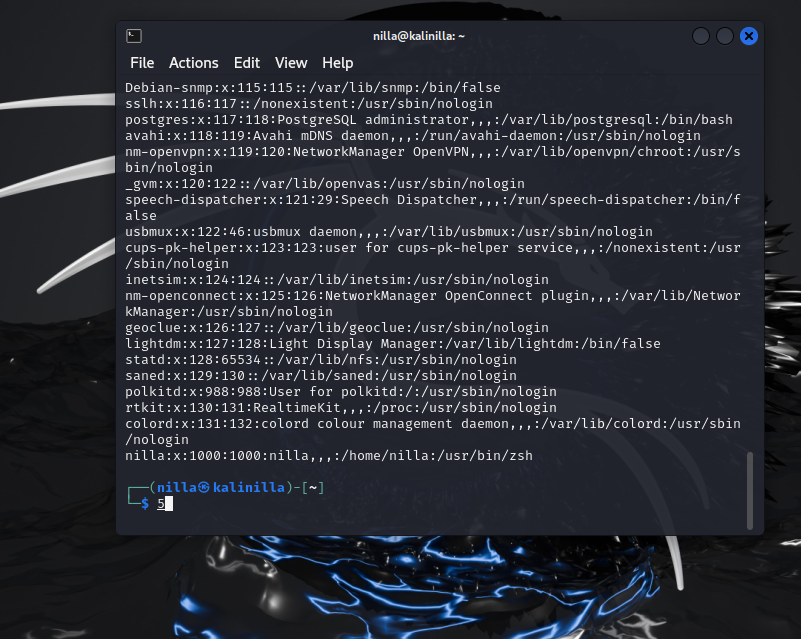 nilla@kalinilla: ~
File Actions Edit View Help
Debian-snmp:x:115:115::/var/lib/snmp:/bin/false
sslh:x:116:117::/nonexistent:/usr/sbin/nologin
postgres:x:117:118:PostgreSQL administrator,,,:/var/lib/postgresql:/bin/bash
avahi:x:118:119:Avahi mDNS daemon,,,:/run/avahi-daemon:/usr/sbin/nologin
nm-openvpn:x:119:120:NetworkManager OpenVPN,,,:/var/lib/openvpn/chroot:/usr/s
bin/nologin
_gvm:x:120:122::/var/lib/openvas:/usr/sbin/nologin
speech-dispatcher:x:121:29:Speech Dispatcher,,,:/run/speech-dispatcher:/bin/f
alse
usbmux:x:122:46:usbmux daemon,,,:/var/lib/usbmux:/usr/sbin/nologin
cups-pk-helper:x:123:123:user for cups-pk-helper service,,,:/nonexistent:/usr
/sbin/nologin
inetsim:x:124:124::/var/lib/inetsim:/usr/sbin/nologin
nm-openconnect:x:125:126:NetworkManager OpenConnect plugin,,,:/var/lib/Networ
kManager:/usr/sbin/nologin
geoclue:x:126:127::/var/lib/geoclue:/usr/sbin/nologin
lightdm:x:127:128:Light Display Manager:/var/lib/lightdm:/bin/false
statd:x:128:65534::/var/lib/nfs:/usr/sbin/nologin
saned:x:129:130::/var/lib/saned:/usr/sbin/nologin
polkitd:x:988:988:User for polkitd:/:/usr/sbin/nologin
rtkit:x:130:131:RealtimeKit,,,:/proc:/usr/sbin/nologin
colord:x:131:132:colord colour management daemon,,,:/var/lib/colord:/usr/sbin
/nologin
nilla:x:1000:1000:nilla,,,:/home/nilla:/usr/bin/zsh
┌──(nilla㉿kalinilla)-[~]
└─$ 5